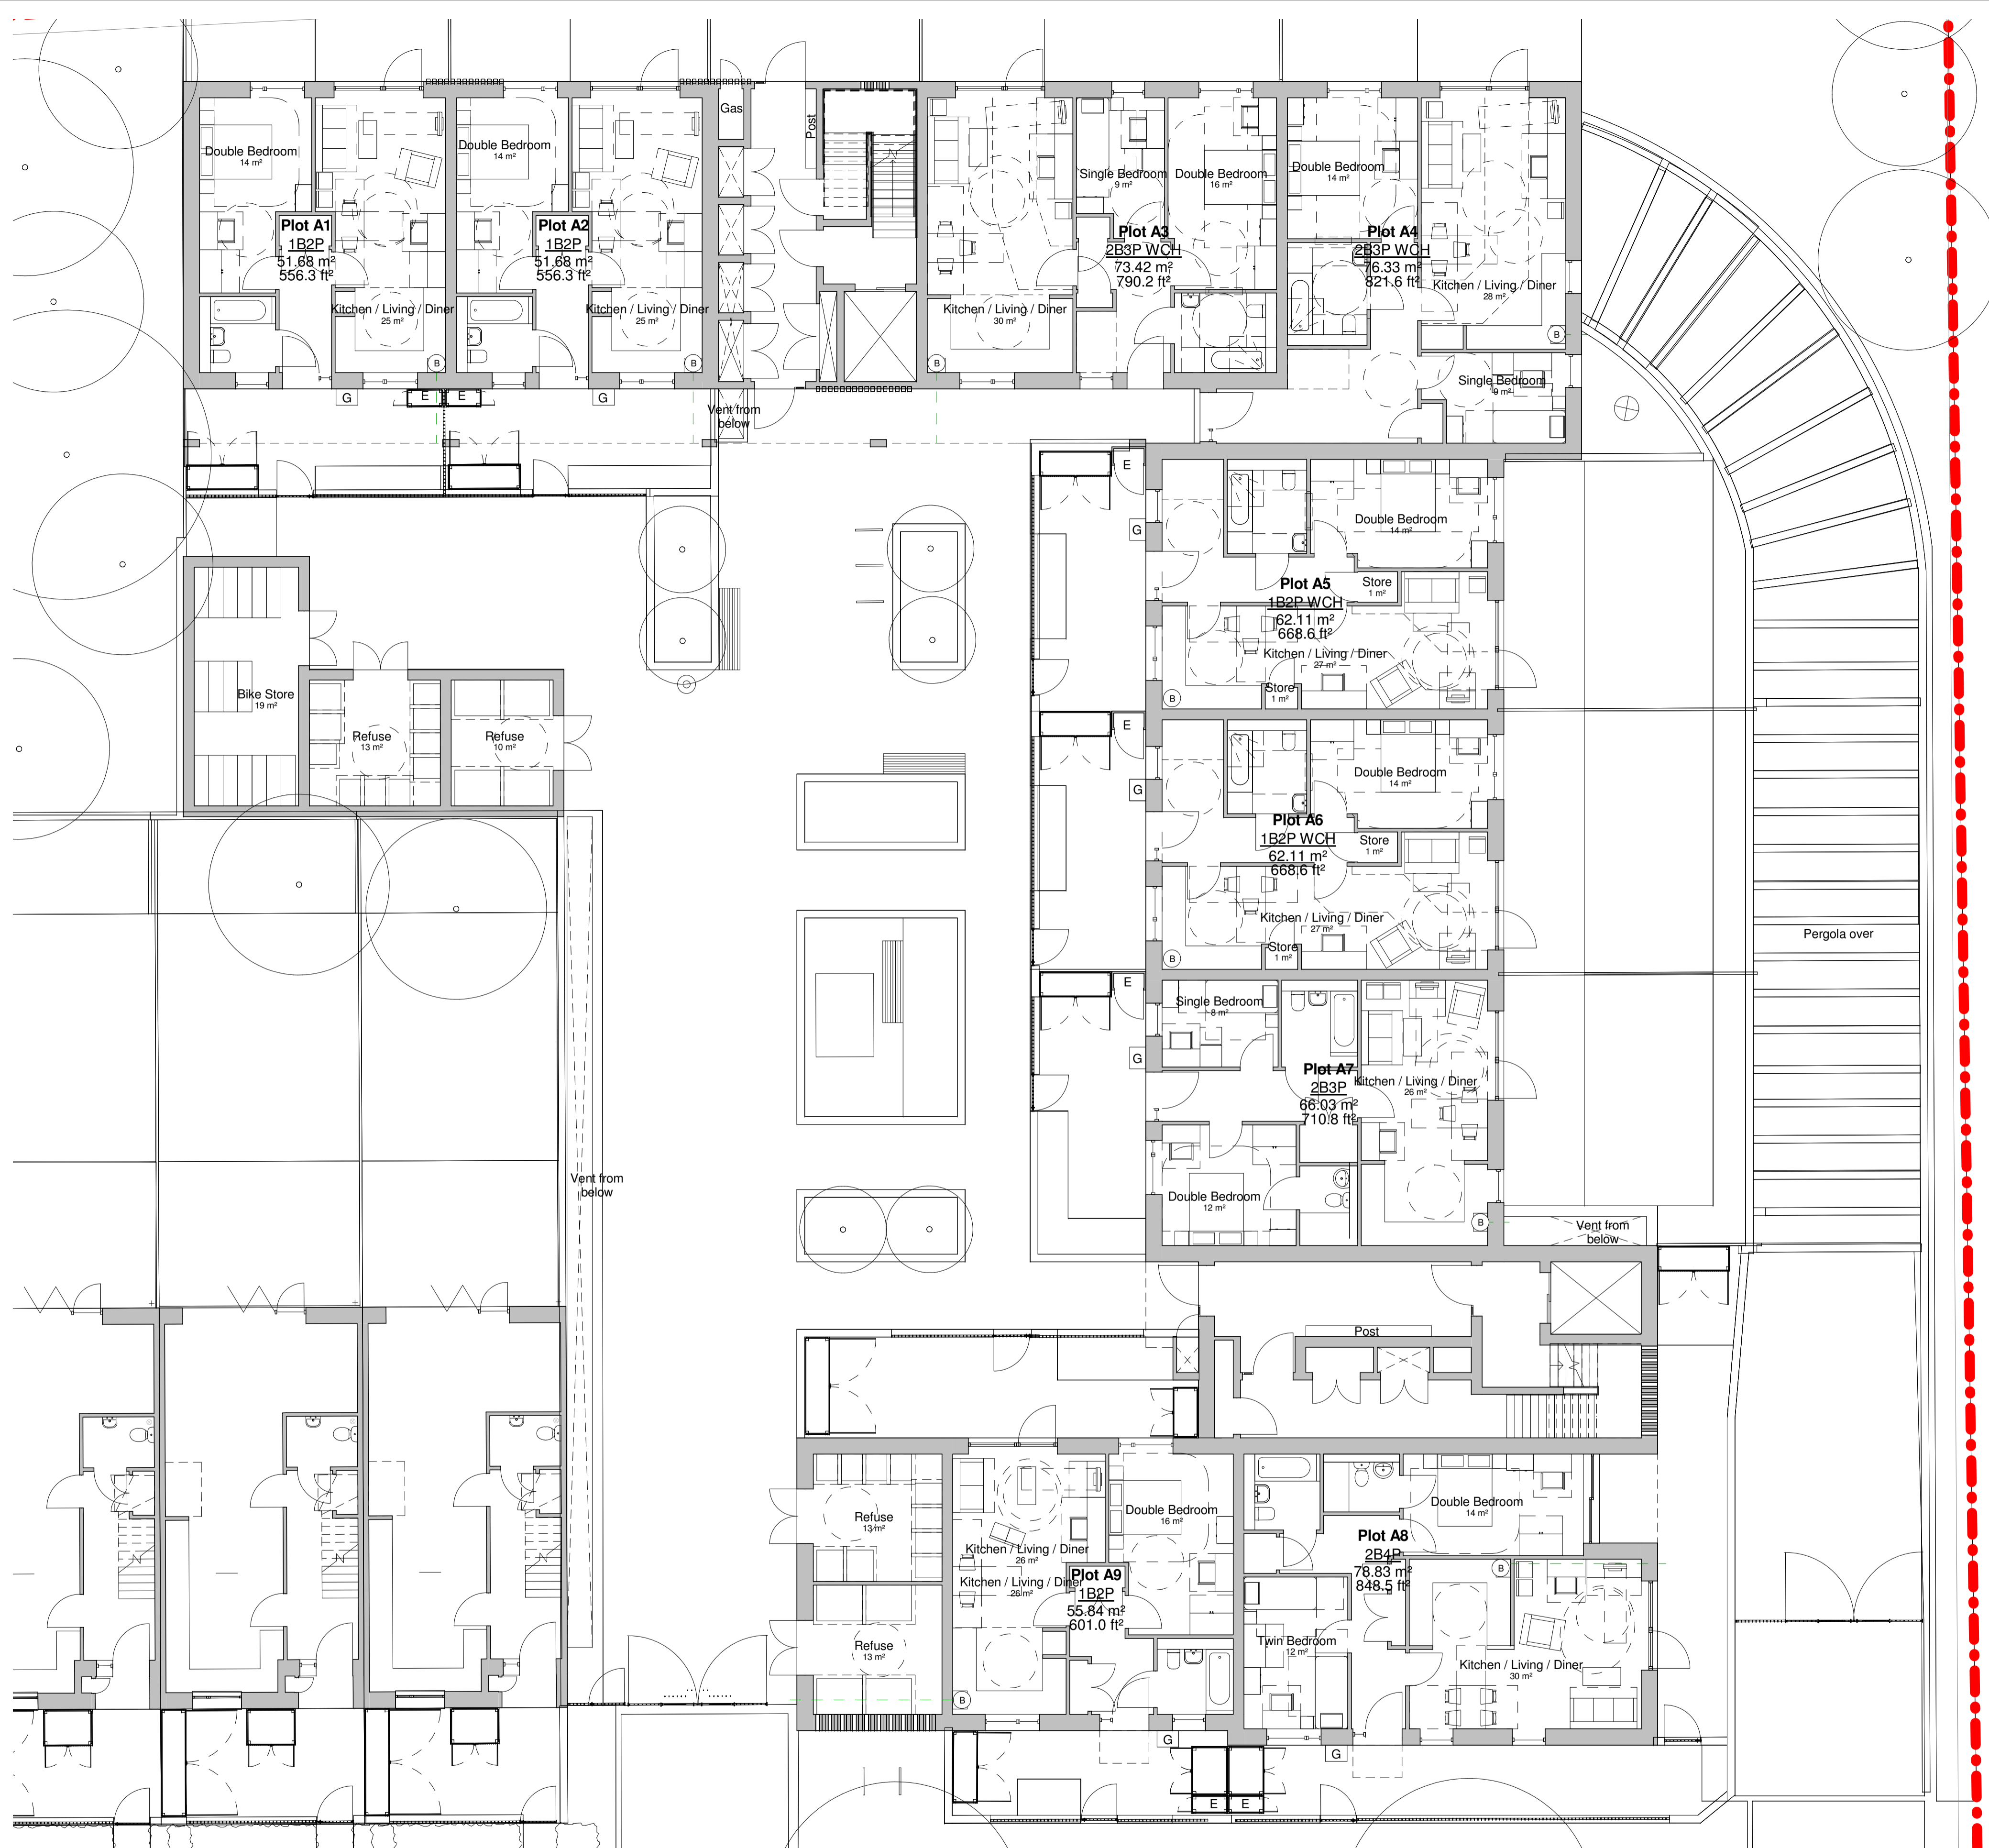 Gas
Post
Double Bedroom
14 m²
Plot A1
1B2P
51.68 m²
556.3 ft²
Kitchen / Living / Diner
25 m²
B
G
E
Double Bedroom
14 m²
Plot A2
1B2P
51.68 m²
556.3 ft²
Kitchen / Living / Diner
25 m²
B
E
G
Vent from
below
Single Bedroom
9 m²
Double Bedroom
16 m²
Plot A3
2B3P WCH
73.42 m²
790.2 ft²
Kitchen / Living / Diner
30 m²
B
Double Bedroom
14 m²
Plot A4
2B3P WCH
76.33 m²
821.6 ft²
Kitchen / Living / Diner
28 m²
B
Single Bedroom
9 m²
E
G
Double Bedroom
14 m²
Plot A5
1B2P WCH
62.11 m²
668.6 ft²
Store
1 m²
Kitchen / Living / Diner
27 m²
Store
1 m²
B
Bike Store
19 m²
Refuse
13 m²
Refuse
10 m²
E
G
Double Bedroom
14 m²
Plot A6
1B2P WCH
62.11 m²
668.6 ft²
Store
1 m²
Kitchen / Living / Diner
27 m²
Store
1 m²
B
Pergola over
E
G
Single Bedroom
8 m²
Plot A7
2B3P
66.03 m²
710.8 ft²
Kitchen / Living / Diner
26 m²
Double Bedroom
12 m²
B
Vent from
below
Vent from
below
Post
Refuse
13 m²
Refuse
13 m²
Kitchen / Living / Diner
26 m²
Kitchen / Living / Diner
26 m²
Double Bedroom
16 m²
Plot A9
1B2P
55.84 m²
601.0 ft²
B
G
Double Bedroom
14 m²
Plot A8
2B4P
78.83 m²
848.5 ft²
B
Twin Bedroom
12 m²
Kitchen / Living / Diner
30 m²
G
E
E